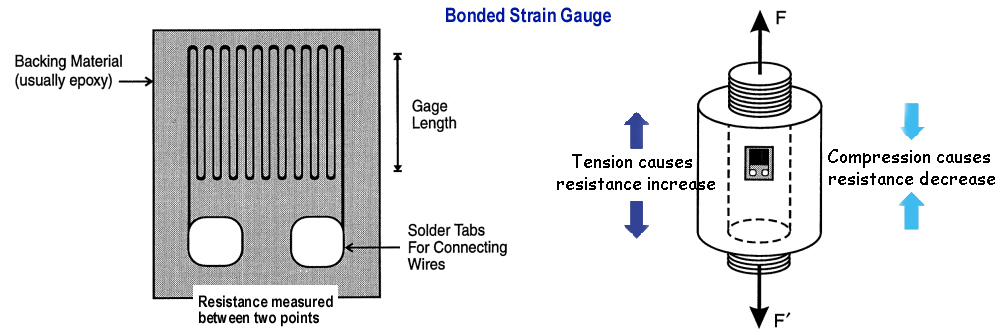 Bonded Strain Gauge
Backing Material
(usually epoxy)
Gage
Length
Solder Tabs
For Connecting
Wires
Resistance measured
between two points
F
Tension causes
resistance increase
Compression causes
resistance decrease
F′